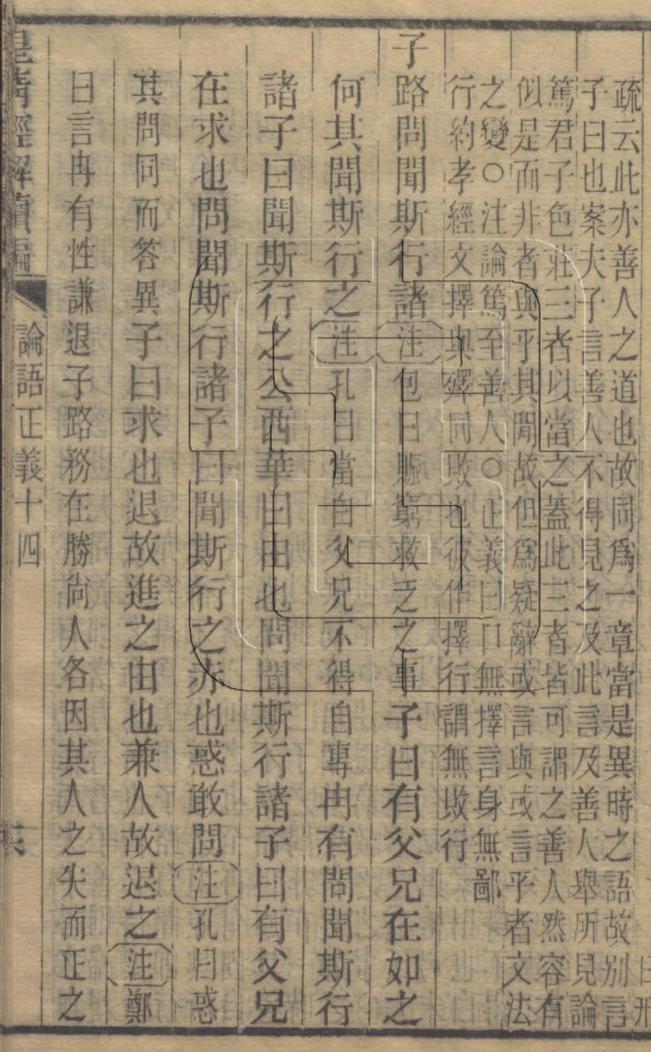 曰邢
疏云此亦善人之道也故同爲一章當是異時之語故別言
子曰也案夫子言善人不得見之及此言及善人舉所見論
篤君子色莊三者以當之蓋此三者皆可謂之善人然容有
似是而非者與乎其閒故但爲疑辭或言與或言乎者文法
之變○注論篤至善人○正義曰口無擇言身無鄙
行約孝經文擇與殬同敗也彼作擇行謂無敗行
子路問聞斯行諸注包曰賑窮救乏之事子曰有父兄在如之
何其聞斯行之注孔曰當白父兄不得自專冉有問聞斯行
諸子曰聞斯行之公西華曰由也問聞斯行諸子曰有父兄
在求也問聞斯行諸子曰聞斯行之赤也惑敢問注孔曰惑
其問同而答異子曰求也退故進之由也兼人故退之注鄭
曰言冉有性謙退子路務在勝尙人各因其人之失而正之
皇淸經解續編 論語正義十四